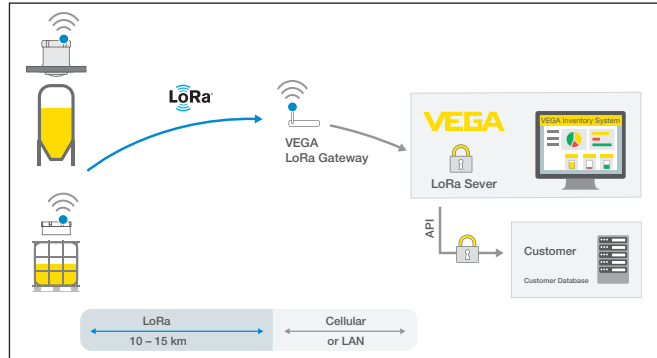 LoRa
VEGA
LoRa Gateway
VEGA
LoRa Sever
VEGA Inventory System
API
Customer
Customer Database
LoRa
10 – 15 km
Cellular
or LAN